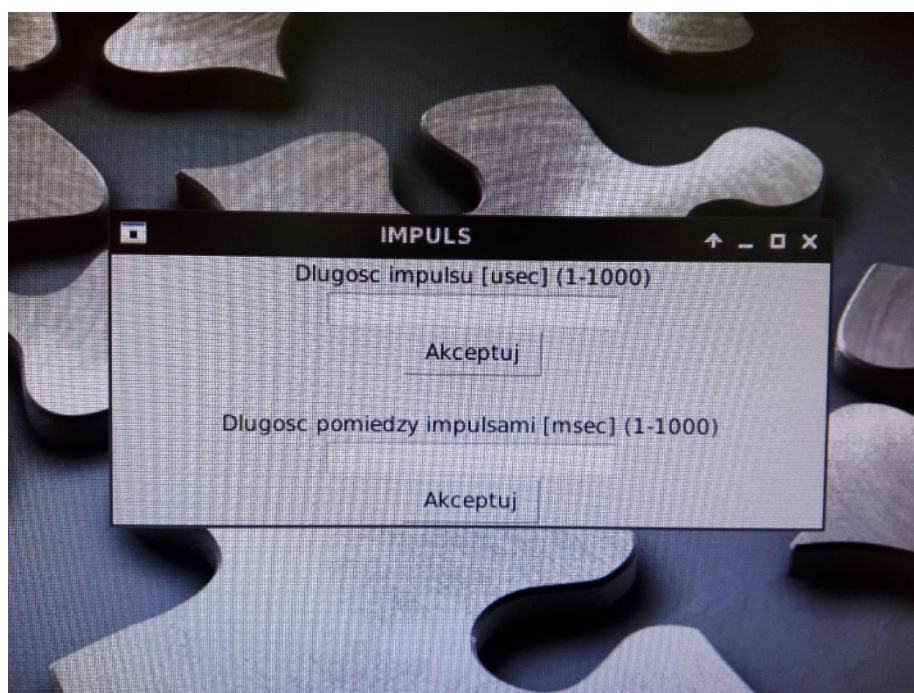 IMPULS
Dlugosc impulsu [usec] (1-1000)
Akceptuj
Dlugosc pomiedzy impulsami [msec] (1-1000)
Akceptuj